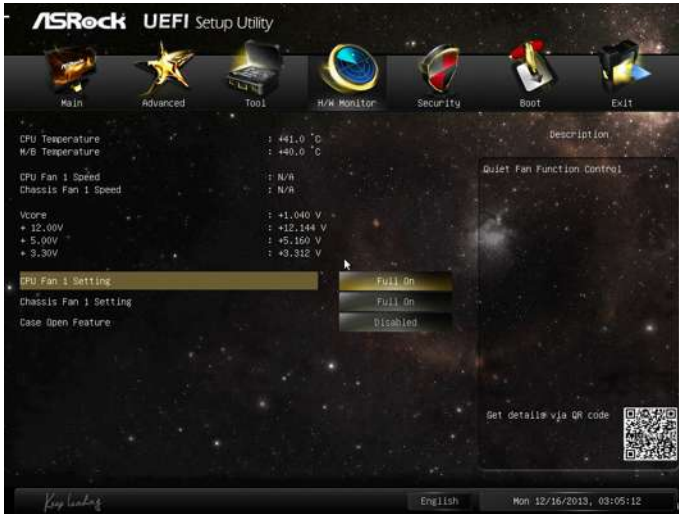 ASRock UEFI Setup Utility
Main Advanced Tool H/W Monitor Security Boot Exit
CPU Temperature : +41.0 °C
M/B Temperature : +40.0 °C
CPU Fan 1 Speed : N/A
Chassis Fan 1 Speed : N/A
Vcore : +1.040 V
+ 12.00V : +12.144 V
+ 5.00V : +5.160 V
+ 3.30V : +3.312 V
CPU Fan 1 Setting Full On
Chassis Fan 1 Setting Full On
Case Open Feature Disabled
Description
Quiet Fan Function Control
Get details via QR code
Keep Leading
English Mon 12/16/2013, 03:05:12